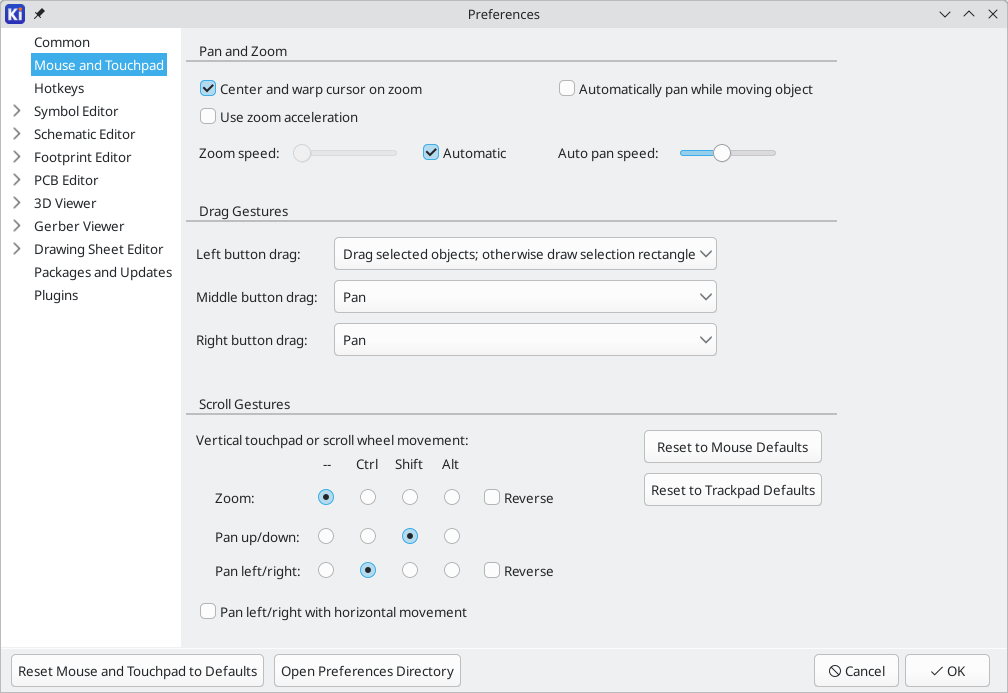 Ki
Preferences
Common
Mouse and Touchpad
Hotkeys
Symbol Editor
Schematic Editor
Footprint Editor
PCB Editor
3D Viewer
Gerber Viewer
Drawing Sheet Editor
Packages and Updates
Plugins
Pan and Zoom
Center and warp cursor on zoom
Automatically pan while moving object
Use zoom acceleration
Zoom speed:
Automatic
Auto pan speed:
Drag Gestures
Left button drag:
Drag selected objects; otherwise draw selection rectangle
Middle button drag:
Pan
Right button drag:
Pan
Scroll Gestures
Vertical touchpad or scroll wheel movement:
-- Ctrl Shift Alt
Zoom:
Reverse
Pan up/down:
Pan left/right:
Reverse
Pan left/right with horizontal movement
Reset to Mouse Defaults
Reset to Trackpad Defaults
Reset Mouse and Touchpad to Defaults
Open Preferences Directory
Cancel
OK